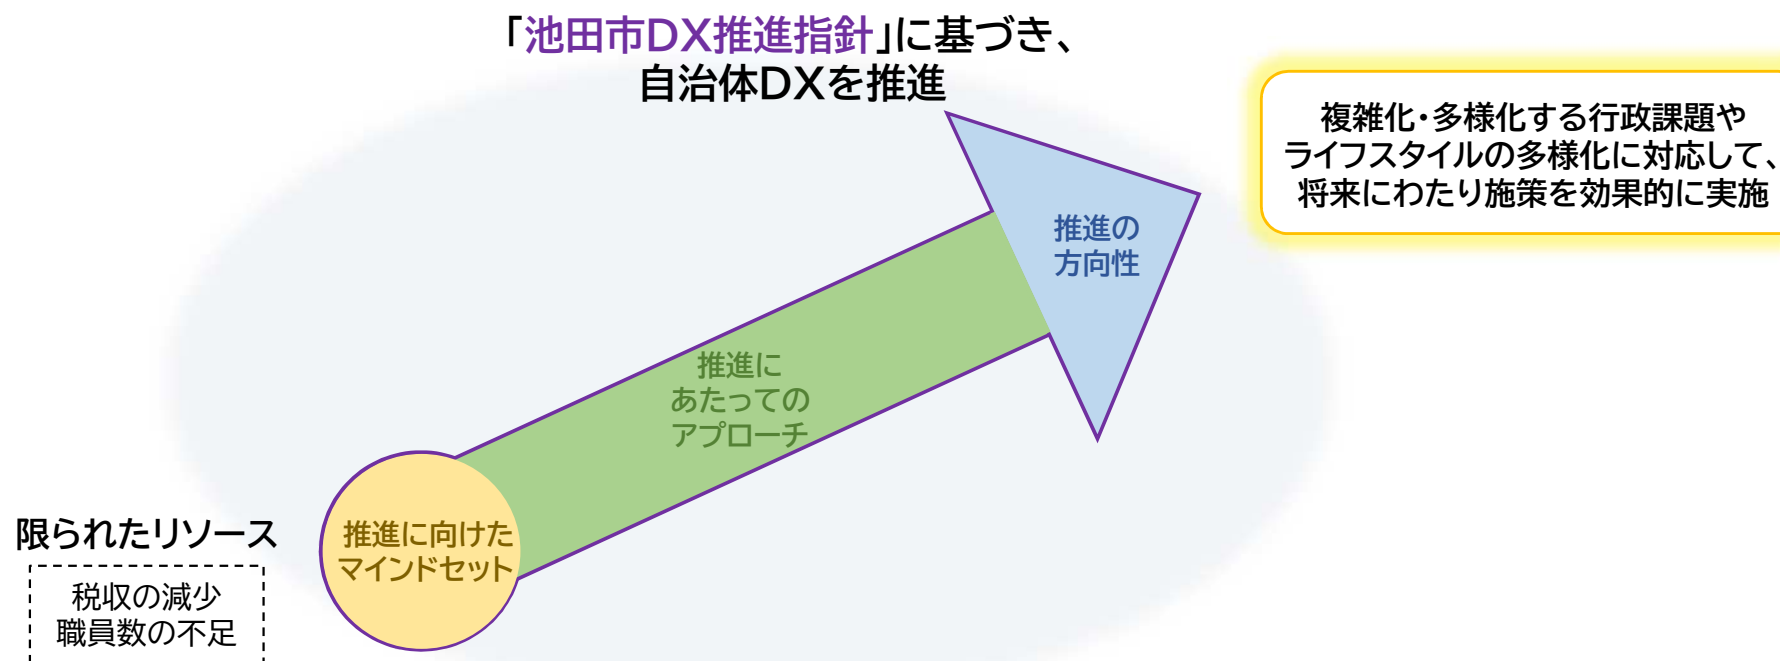 「池田市DX推進指針」に基づき、
自治体DXを推進
複雑化・多様化する行政課題や
ライフスタイルの多様化に対応して、
将来にわたり施策を効果的に実施
推進の
方向性
推進に
あたっての
アプローチ
推進に向けた
マインドセット
限られたリソース
税収の減少
職員数の不足